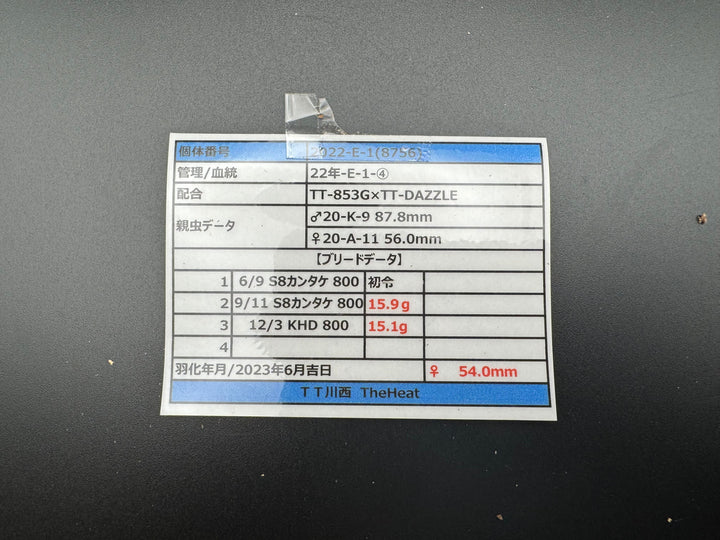 個体番号 2022-E-1(8756)
管理/血統 22年-E-1-④
配合 TT-853G×TT-DAZZLE
親虫データ ♂20-K-9 87.8mm
♀20-A-11 56.0mm
【ブリードデータ】
1 6/9 S8カンタケ 800 初令
2 9/11 S8カンタケ 800 15.9g
3 12/3 KHD 800 15.1g
4
羽化年月/2023年6月吉日 ♀ 54.0mm
ＴＴ川西 TheHeat